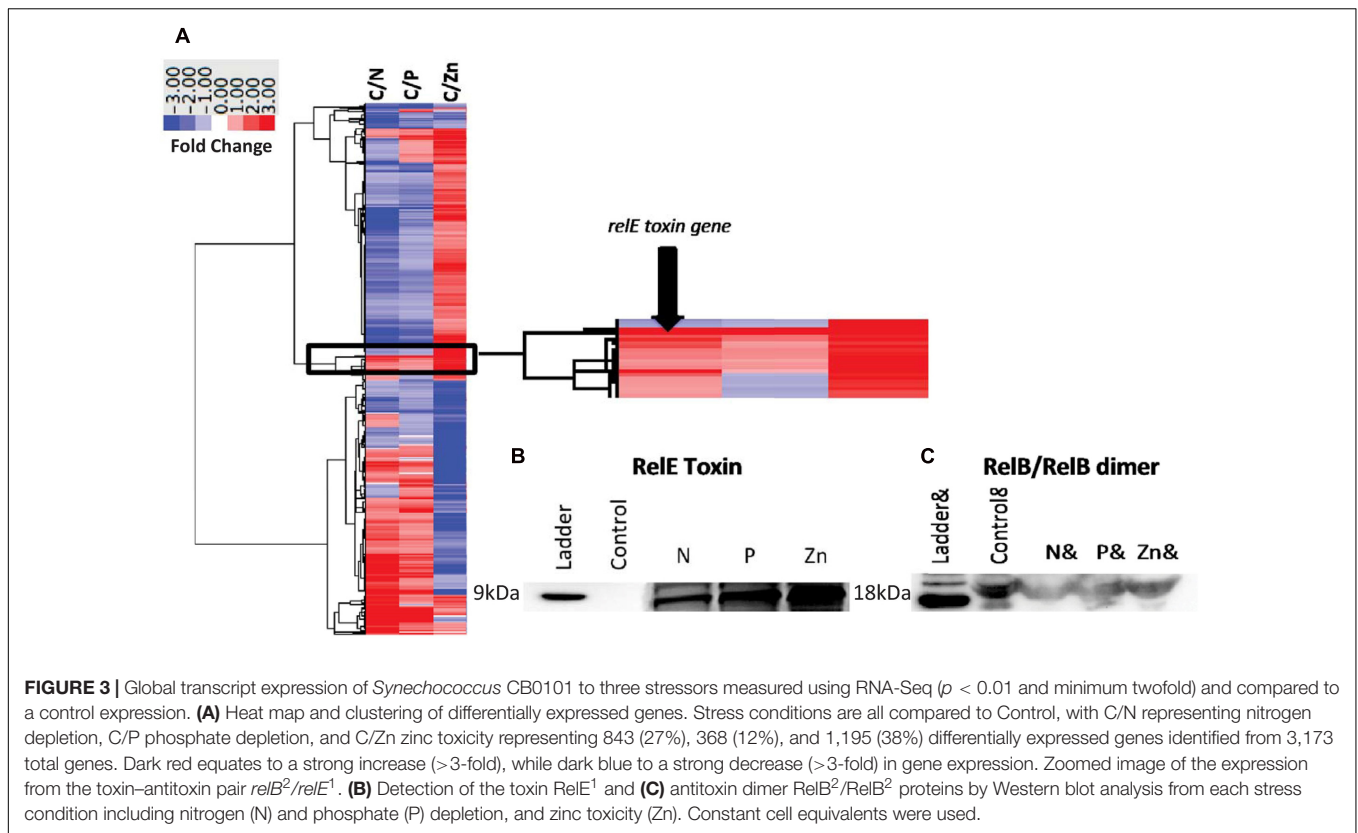 A
−3.00
−2.00
−1.00
0.00
1.00
2.00
3.00
Fold Change
C/N
C/P
C/Zn
relE toxin gene
B
RelE Toxin
Ladder
Control
N
P
Zn
9kDa
C
RelB/RelB dimer
Ladder&
Control&
N&
P&
Zn&
18kDa
FIGURE 3 | Global transcript expression of Synechococcus CB0101 to three stressors measured using RNA-Seq (p < 0.01 and minimum twofold) and compared to
a control expression. (A) Heat map and clustering of differentially expressed genes. Stress conditions are all compared to Control, with C/N representing nitrogen
depletion, C/P phosphate depletion, and C/Zn zinc toxicity representing 843 (27%), 368 (12%), and 1,195 (38%) differentially expressed genes identified from 3,173
total genes. Dark red equates to a strong increase (>3-fold), while dark blue to a strong decrease (>3-fold) in gene expression. Zoomed image of the expression
from the toxin–antitoxin pair relB²/relE¹. (B) Detection of the toxin RelE¹ and (C) antitoxin dimer RelB²/RelB² proteins by Western blot analysis from each stress
condition including nitrogen (N) and phosphate (P) depletion, and zinc toxicity (Zn). Constant cell equivalents were used.